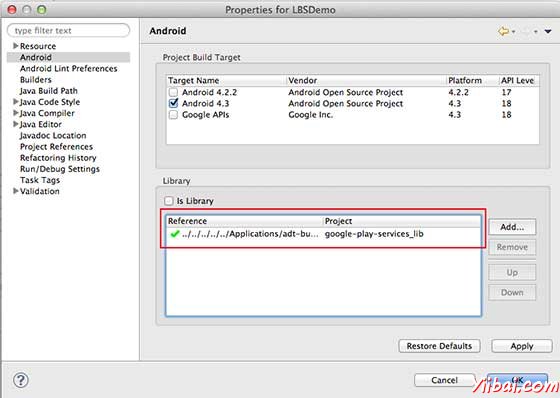 Properties for LBSDemo
type filter text
Resource
Android
Android Lint Preferences
Builders
Java Build Path
Java Code Style
Java Compiler
Java Editor
Javadoc Location
Project References
Refactoring History
Run/Debug Settings
Task Tags
Validation
Android
Project Build Target
Target Name Vendor Platform API Leve
Android 4.2.2 Android Open Source Project 4.2.2 17
Android 4.3 Android Open Source Project 4.3 18
Google APIs Google Inc. 4.3 18
Library
Is Library
Reference Project
../../../../../Applications/adt-bu... google-play-services_lib
Add...
Remove
Up
Down
Restore Defaults Apply
? Cancel OK
Yiibai.com